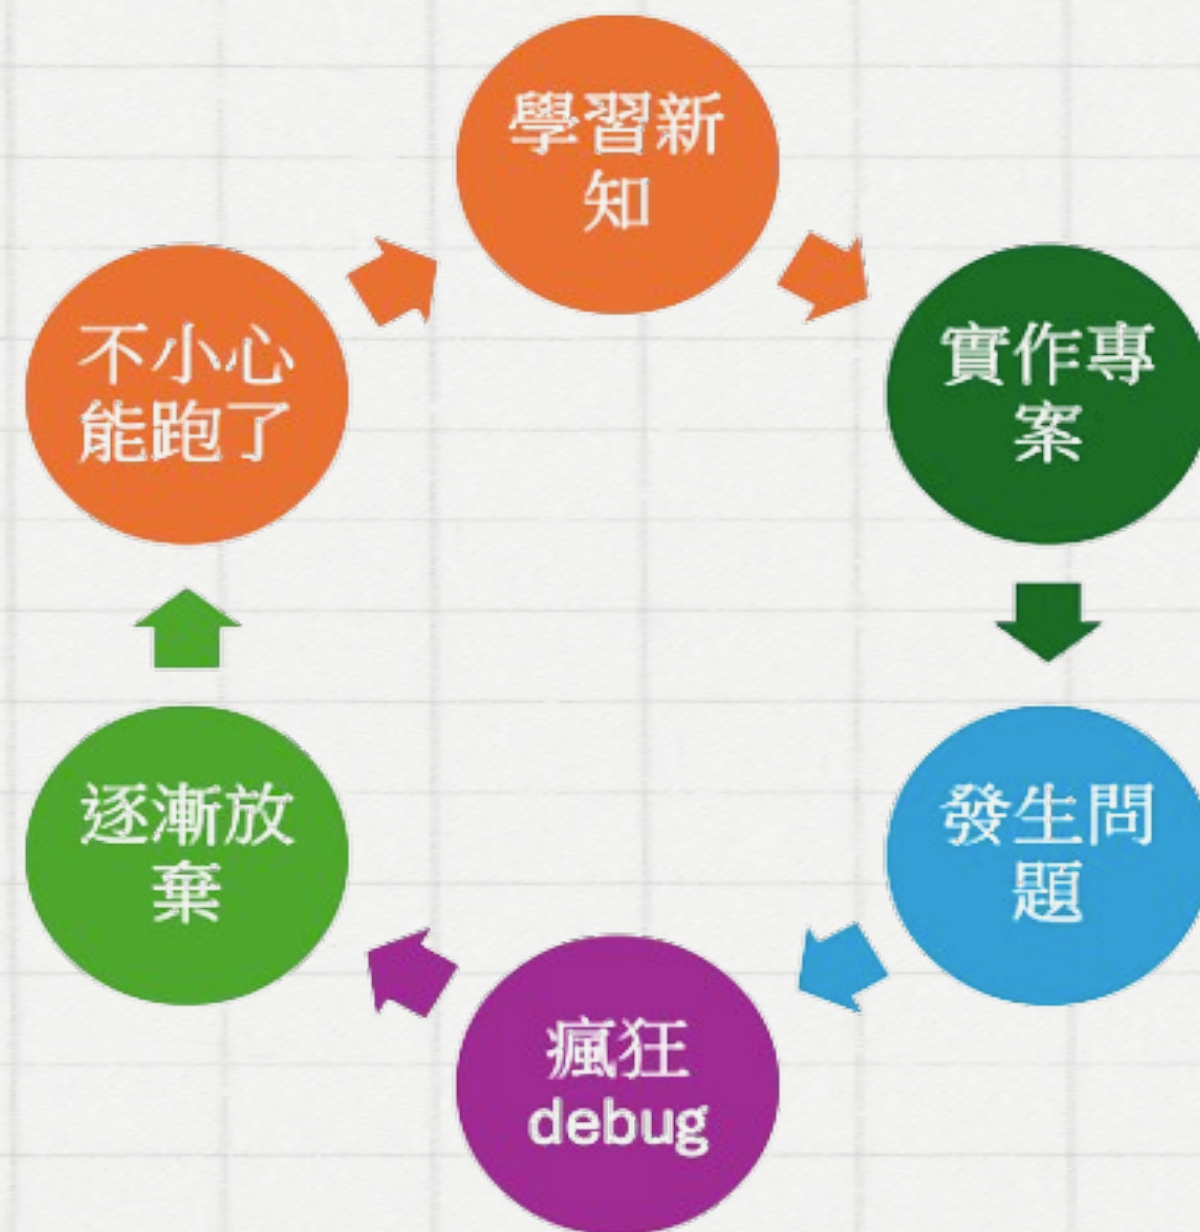 學習新
知
實作專
案
發生問
題
瘋狂
debug
逐漸放
棄
不小心
能跑了